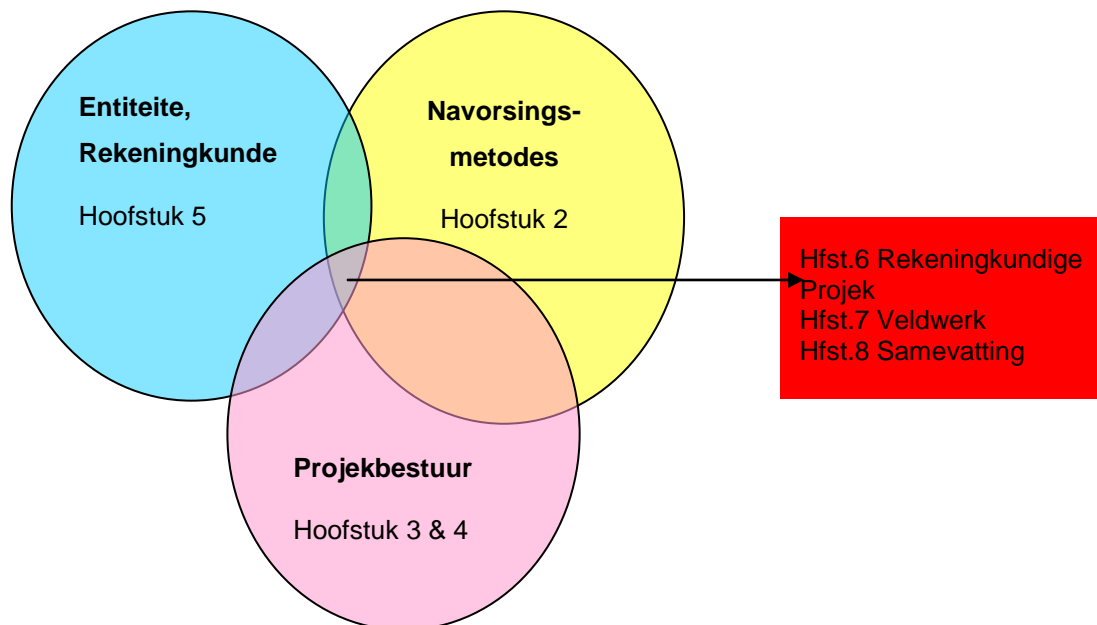 Entiteite,
Rekeningkunde
Hoofstuk 5
Navorsings-
metodes
Hoofstuk 2
Projekbestuur
Hoofstuk 3 & 4
Hfst.6 Rekeningkundige
Projek
Hfst.7 Veldwerk
Hfst.8 Samevatting